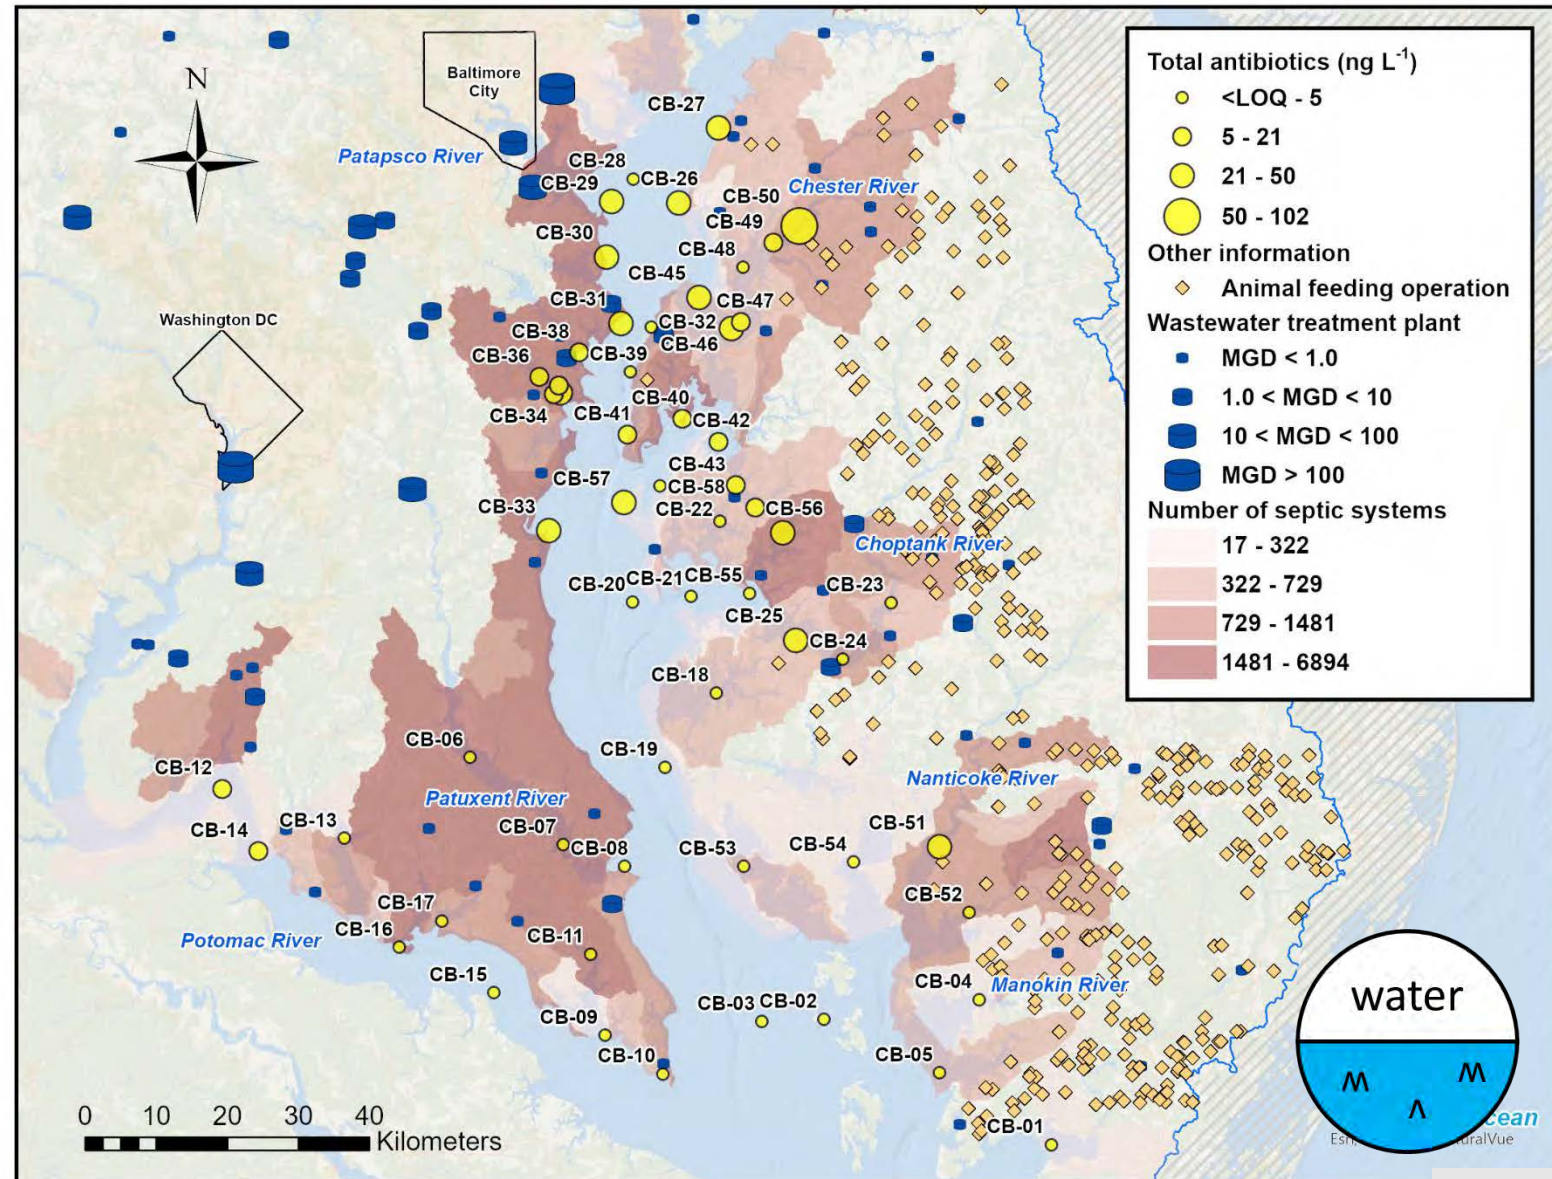 N
Baltimore
City
CB-27
Patapsco River
CB-28
CB-29
CB-26
CB-50
Chester River
CB-49
CB-30
CB-48
CB-45
CB-31
CB-47
Washington DC
CB-38
CB-32
CB-36
CB-39
CB-46
CB-40
CB-34
CB-41
CB-42
CB-57
CB-43
CB-58
CB-33
CB-22
CB-56
Choptank River
CB-20
CB-21
CB-55
CB-23
CB-25
CB-24
CB-18
CB-06
CB-19
CB-12
Nanticoke River
Patuxent River
CB-13
CB-07
CB-51
CB-14
CB-08
CB-53
CB-54
CB-17
CB-52
CB-16
Potomac River
CB-11
CB-15
CB-04
Manokin River
CB-03
CB-02
CB-09
CB-10
CB-05
CB-01
0 10 20 30 40
Kilometers
Total antibiotics (ng L-1)
<LOQ - 5
5 - 21
21 - 50
50 - 102
Other information
Animal feeding operation
Wastewater treatment plant
MGD < 1.0
1.0 < MGD < 10
10 < MGD < 100
MGD > 100
Number of septic systems
17 - 322
322 - 729
729 - 1481
1481 - 6894
water